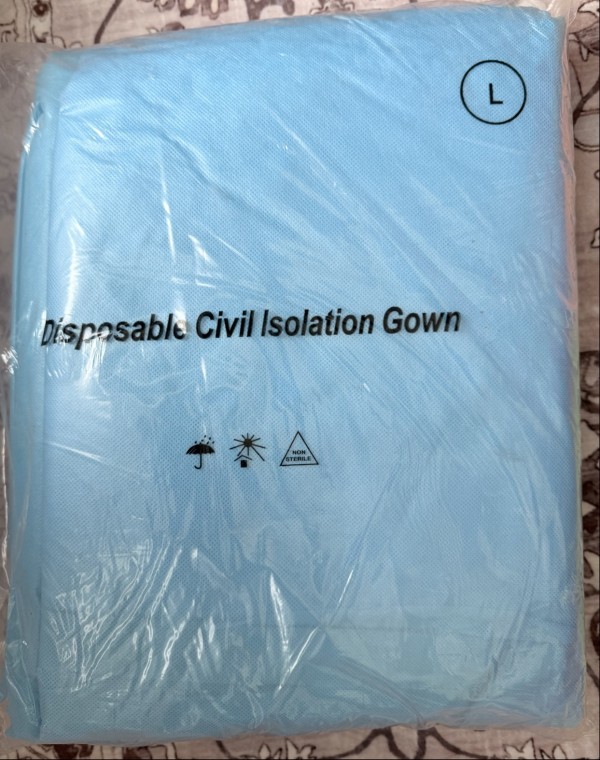 L
Disposable Civil Isolation Gown
NON
STERILE